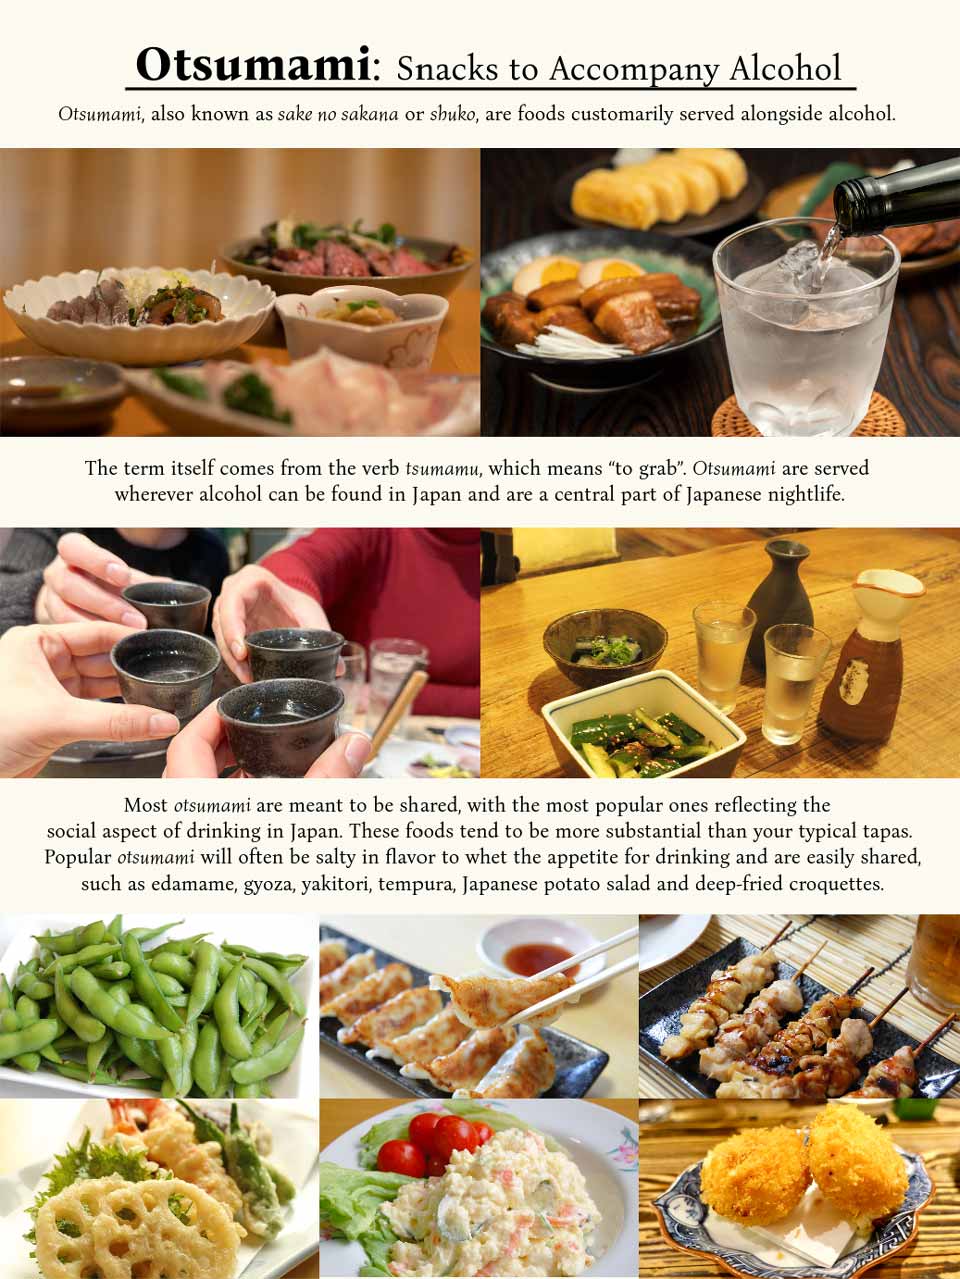 Otsumami: Snacks to Accompany Alcohol
Otsumami, also known as sake no sakana or shuko, are foods customarily served alongside alcohol.
The term itself comes from the verb tsumamu, which means “to grab”. Otsumami are served
wherever alcohol can be found in Japan and are a central part of Japanese nightlife.
Most otsumami are meant to be shared, with the most popular ones reflecting the
social aspect of drinking in Japan. These foods tend to be more substantial than your typical tapas.
Popular otsumami will often be salty in flavor to whet the appetite for drinking and are easily shared,
such as edamame, gyoza, yakitori, tempura, Japanese potato salad and deep-fried croquettes.